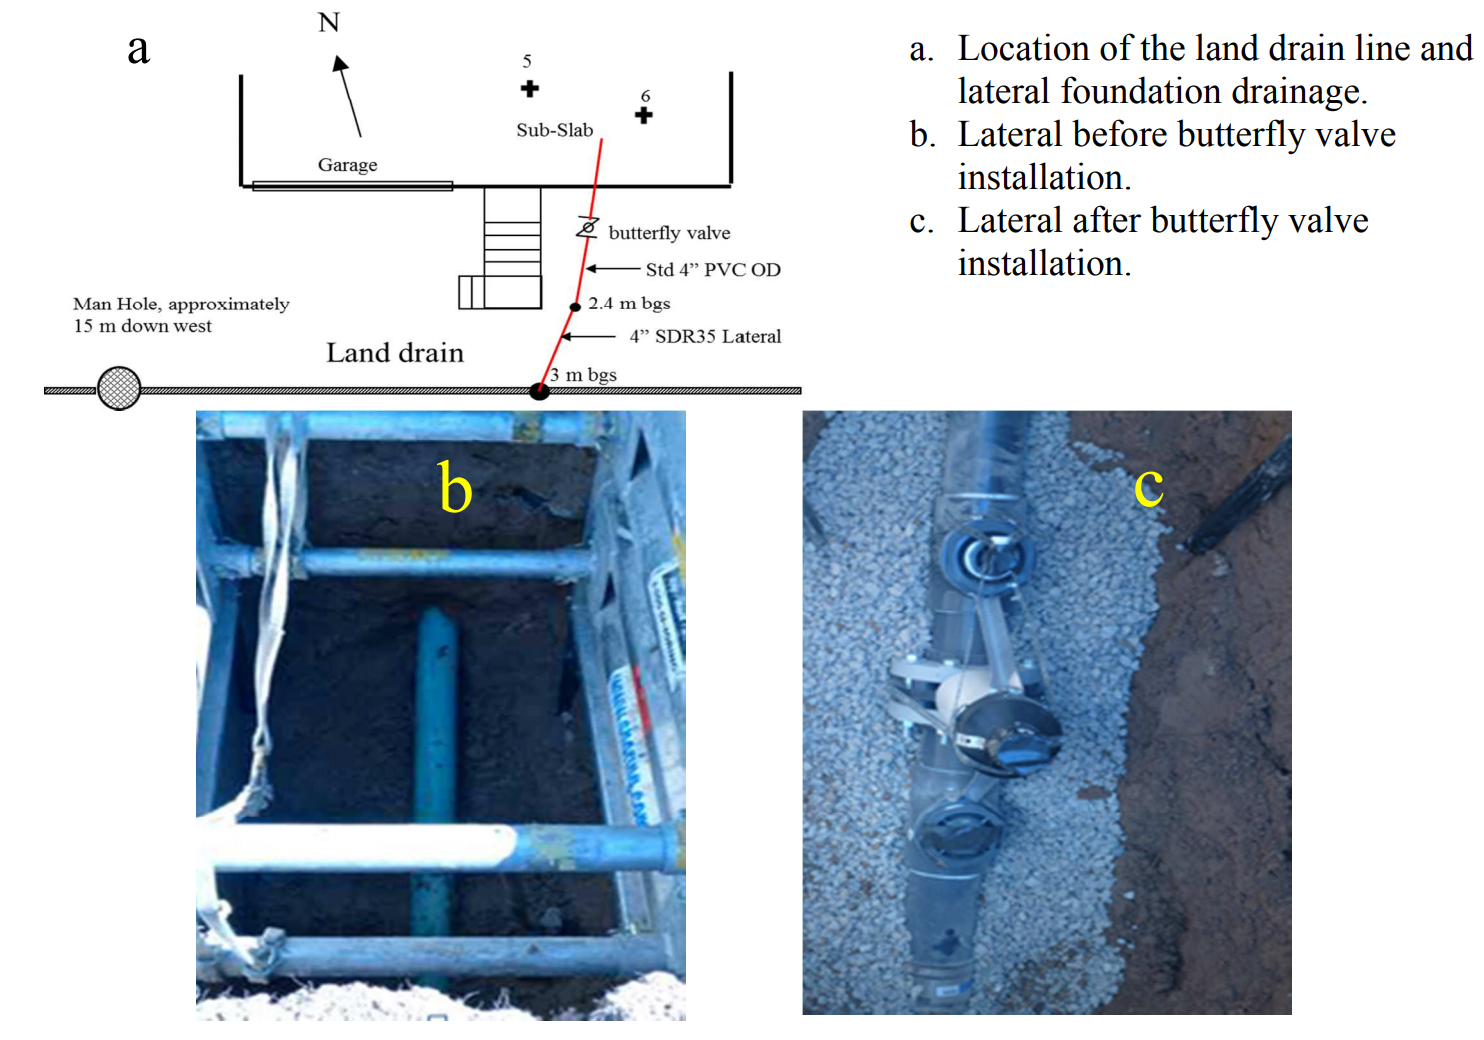 a
N
5
6
Sub-Slab
Garage
butterfly valve
Std 4” PVC OD
2.4 m bgs
Man Hole, approximately
15 m down west
4” SDR35 Lateral
Land drain
3 m bgs
a. Location of the land drain line and
lateral foundation drainage.
b. Lateral before butterfly valve
installation.
c. Lateral after butterfly valve
installation.
b
c